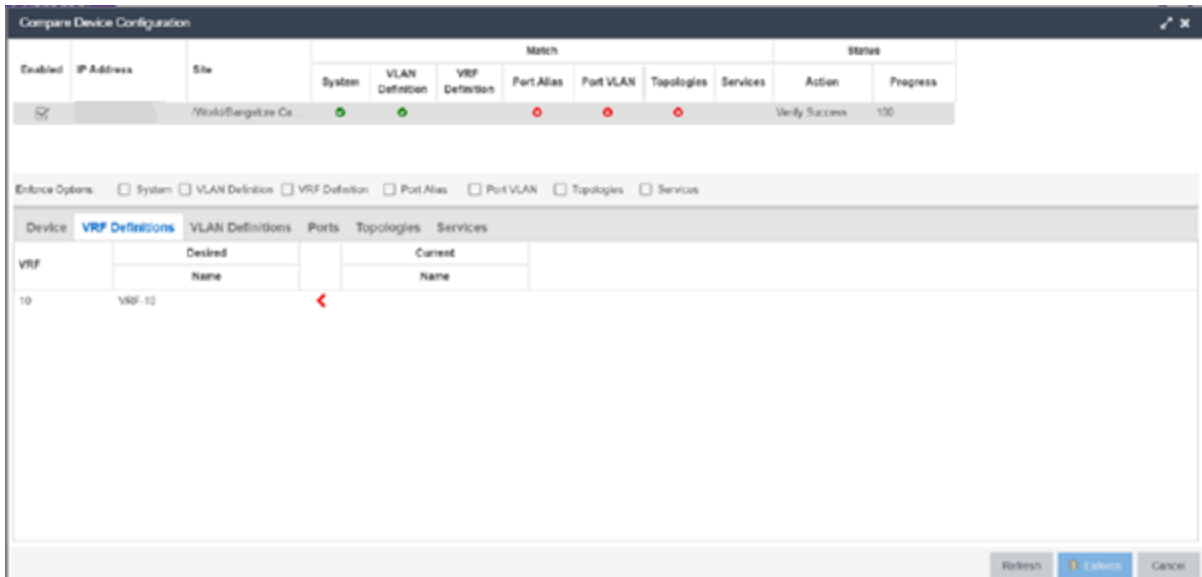 Compare Device Configuration
Match Status
Enabled IP Address Site System VLAN Definition VRF Definition Port Alias Port VLAN Topologies Services Action Progress
/World/Bangalore Ca... Verify Success 100
Enforce Options: System VLAN Definition VRF Definition Port Alias Port VLAN Topologies Services
Device VRF Definitions VLAN Definitions Ports Topologies Services
VRF Desired Current
Name Name
10 VRF-10
Refresh Enforce Cancel